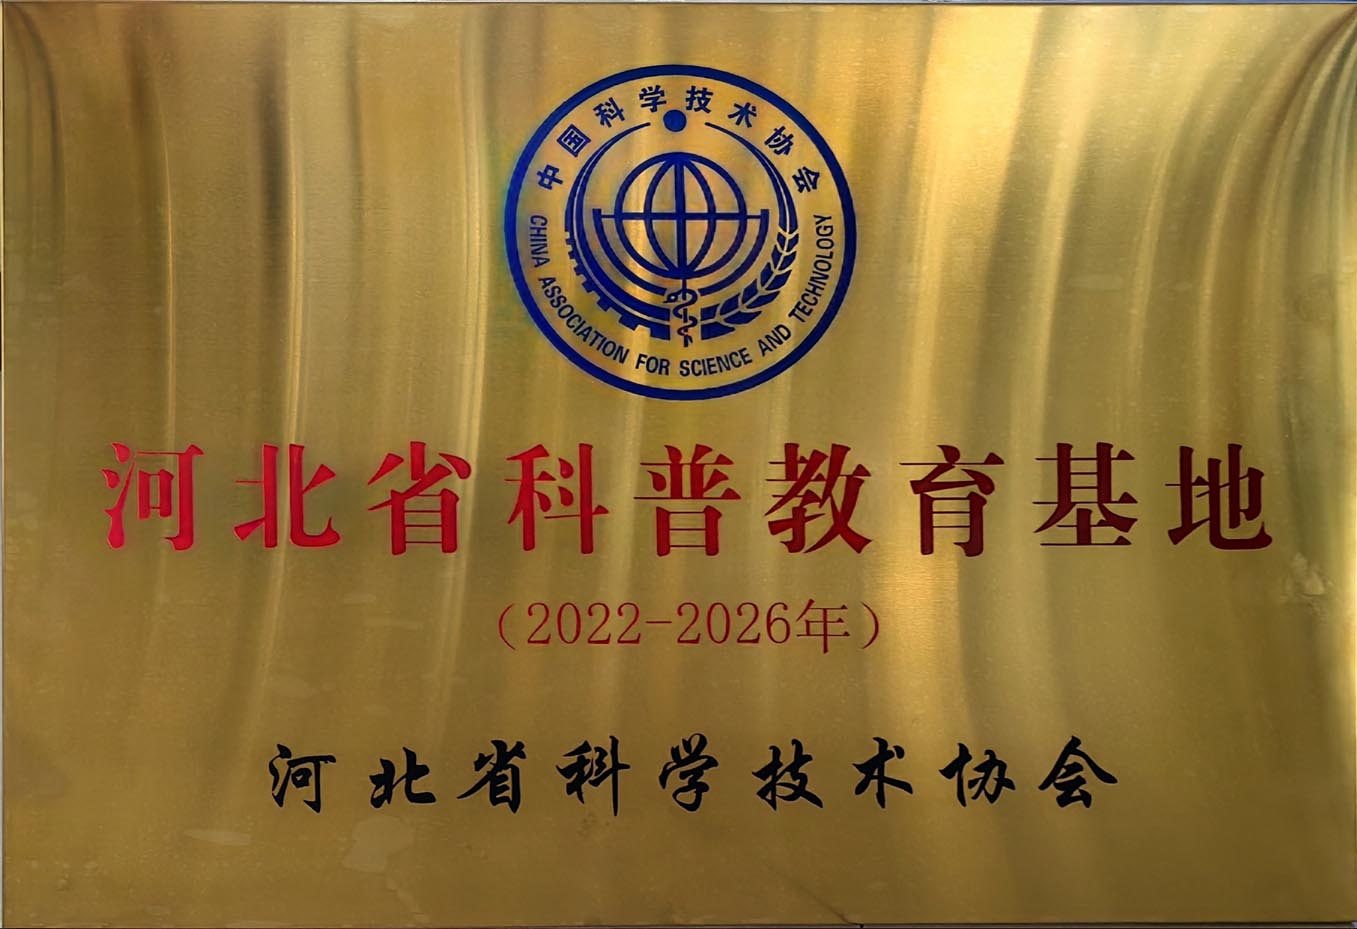 中国科学技术协会
CHINA ASSOCIATION FOR SCIENCE AND TECHNOLOGY
河北省科普教育基地
（2022-2026年）
河北省科学技术协会